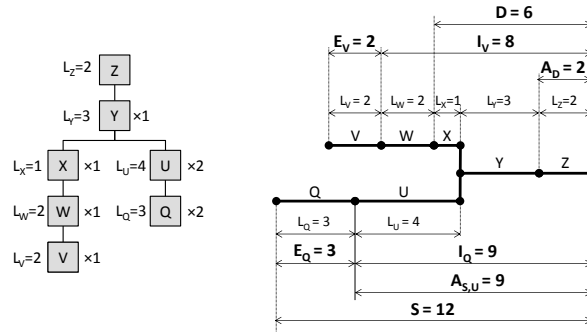 L_Z=2 Z
L_Y=3 Y ×1
L_X=1 X ×1 L_U=4 U ×2
L_W=2 W ×1 L_Q=3 Q ×2
L_V=2 V ×1
D = 6
E_V = 2 I_V = 8
A_D = 2
L_V = 2 L_W = 2 L_X=1 L_Y=3 L_Z=2
V W X
Y Z
Q U
L_Q = 3 L_U = 4
E_Q = 3 I_Q = 9
A_S,U = 9
S = 12